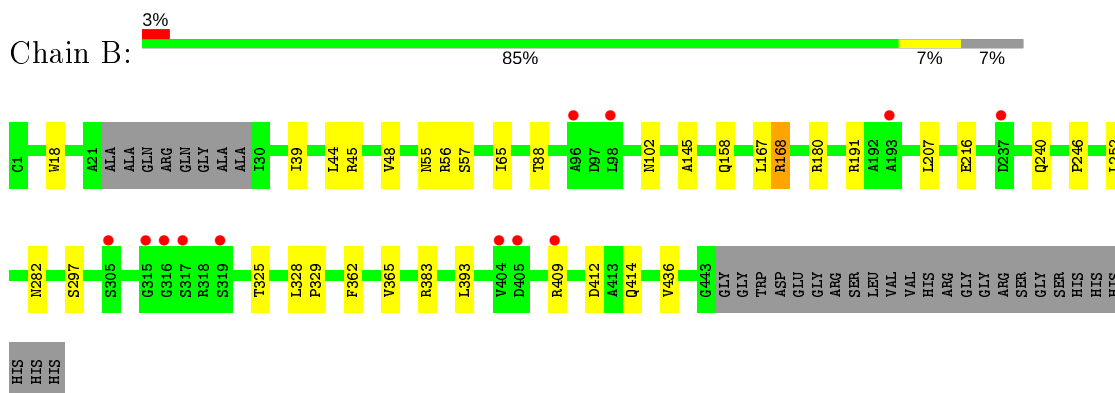 3%
Chain B:
85% 7% 7%
C1 W18 A21 ALA ALA GLN ARG GLN GLY ALA ALA I30 I39 L44 R45 V48 N55 R56 S57 I65 T88 A96 D97 L98 N102 A145 Q158 L167 R168 R180 R191 A192 A193 L207 E216 D237 Q240 P246 L252
N282 S297 S305 G315 G316 S317 R318 S319 T325 L328 P329 F362 V365 R383 L393 V404 D405 R409 D412 A413 Q414 V436 G443 GLY GLY TRP ASP GLU GLY ARG SER LEU VAL VAL HIS ARG GLY GLY ARG SER GLY SER HIS HIS HIS
HIS HIS HIS